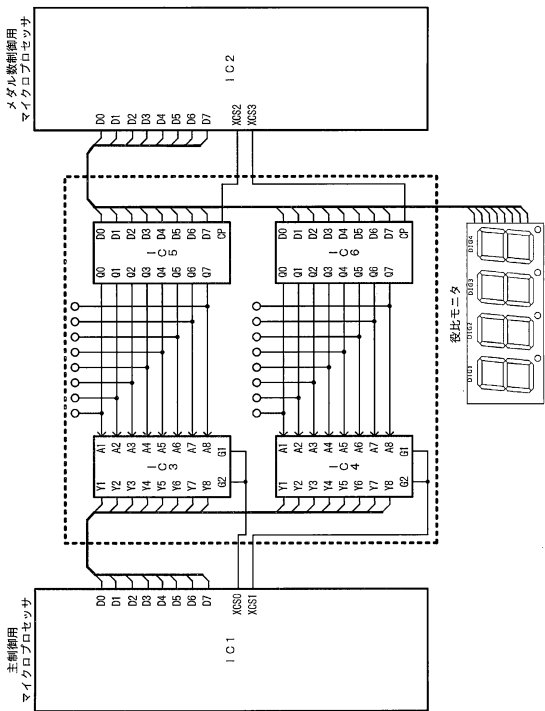 メダル数制御用
マイクロプロセッサ
IC2
D0
D1
D2
D3
D4
D5
D6
D7
XCS2
XCS3
D0
D1
D2
D3
D4
D5
D6
D7
CP
IC5
Q0
Q1
Q2
Q3
Q4
Q5
Q6
Q7
D0
D1
D2
D3
D4
D5
D6
D7
CP
IC6
Q0
Q1
Q2
Q3
Q4
Q5
Q6
Q7
DIG1
DIG2
DIG3
DIG4
役比モニタ
A1
A2
A3
A4
A5
A6
A7
A8
G1
IC3
Y1
Y2
Y3
Y4
Y5
Y6
Y7
Y8
G2
A1
A2
A3
A4
A5
A6
A7
A8
G1
IC4
Y1
Y2
Y3
Y4
Y5
Y6
Y7
Y8
G2
主制御用
マイクロプロセッサ
IC1
D0
D1
D2
D3
D4
D5
D6
D7
XCS0
XCS1